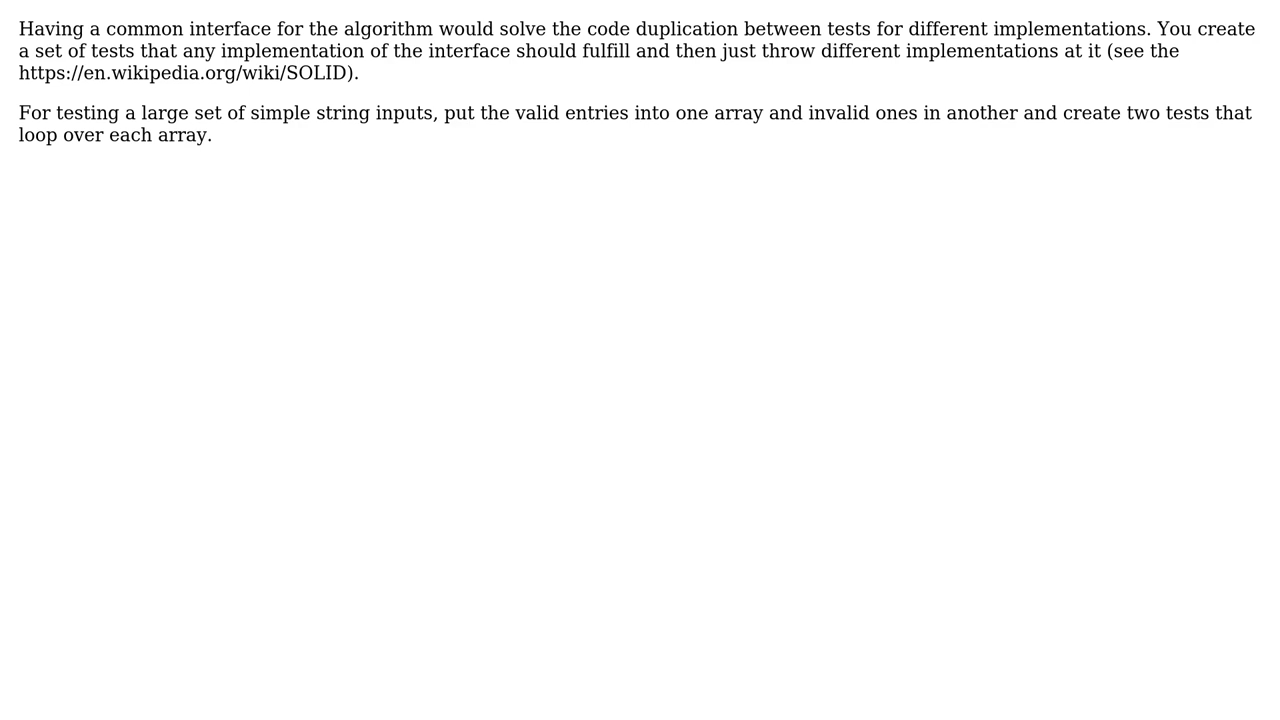 Having a common interface for the algorithm would solve the code duplication between tests for different implementations. You create
a set of tests that any implementation of the interface should fulfill and then just throw different implementations at it (see the
https://en.wikipedia.org/wiki/SOLID).
For testing a large set of simple string inputs, put the valid entries into one array and invalid ones in another and create two tests that
loop over each array.